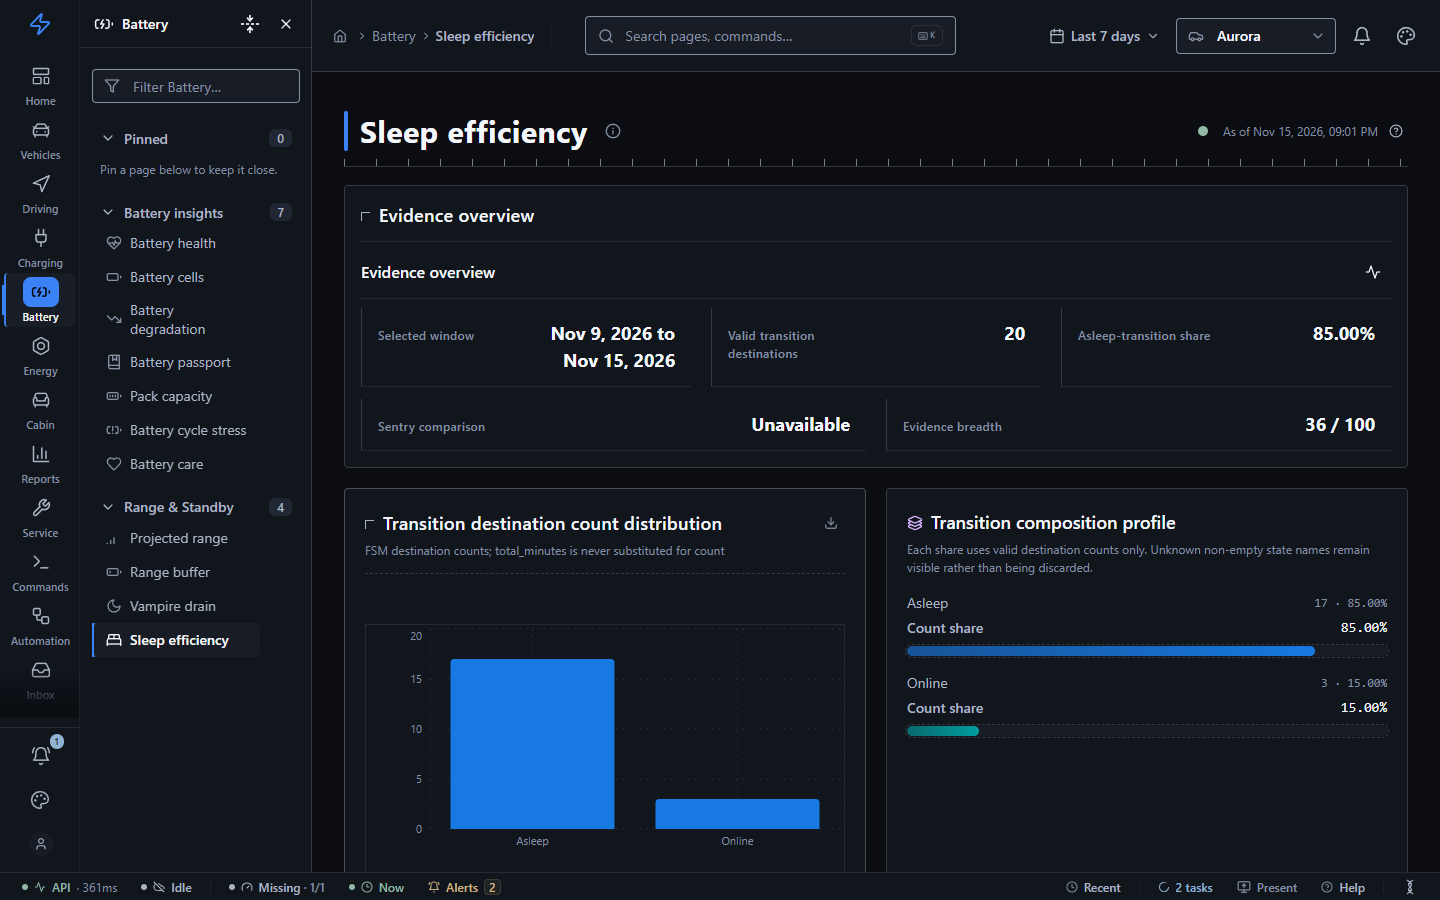 Battery
Battery
Sleep efficiency
Search pages, commands...
K
Last 7 days
Aurora
Home
Vehicles
Driving
Charging
Battery
Energy
Cabin
Reports
Service
Commands
Automation
Inbox
1
Filter Battery...
Pinned
0
Pin a page below to keep it close.
Battery insights
7
Battery health
Battery cells
Battery
degradation
Battery passport
Pack capacity
Battery cycle stress
Battery care
Range & Standby
4
Projected range
Range buffer
Vampire drain
Sleep efficiency
Sleep efficiency
As of Nov 15, 2026, 09:01 PM
Evidence overview
Evidence overview
Selected window
Nov 9, 2026 to
Nov 15, 2026
Valid transition
destinations
20
Asleep-transition share
85.00%
Sentry comparison
Unavailable
Evidence breadth
36 / 100
Transition destination count distribution
FSM destination counts; total_minutes is never substituted for count
20
15
10
5
0
Asleep
Online
Transition composition profile
Each share uses valid destination counts only. Unknown non-empty state names remain
visible rather than being discarded.
Asleep
17 · 85.00%
Count share
85.00%
Online
3 · 15.00%
Count share
15.00%
API · 361ms
Idle
Missing · 1/1
Now
Alerts 2
Recent
2 tasks
Present
Help